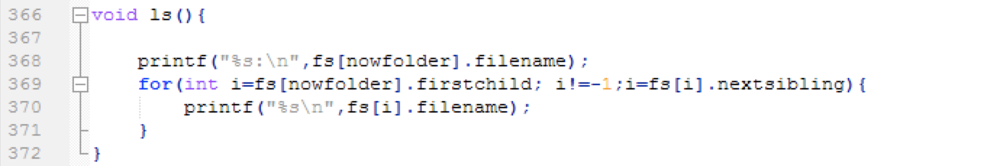 366 void ls(){
367
368     printf("%s:\n",fs[nowfolder].filename);
369     for(int i=fs[nowfolder].firstchild; i!=-1;i=fs[i].nextsibling){
370         printf("%s\n",fs[i].filename);
371     }
372 }